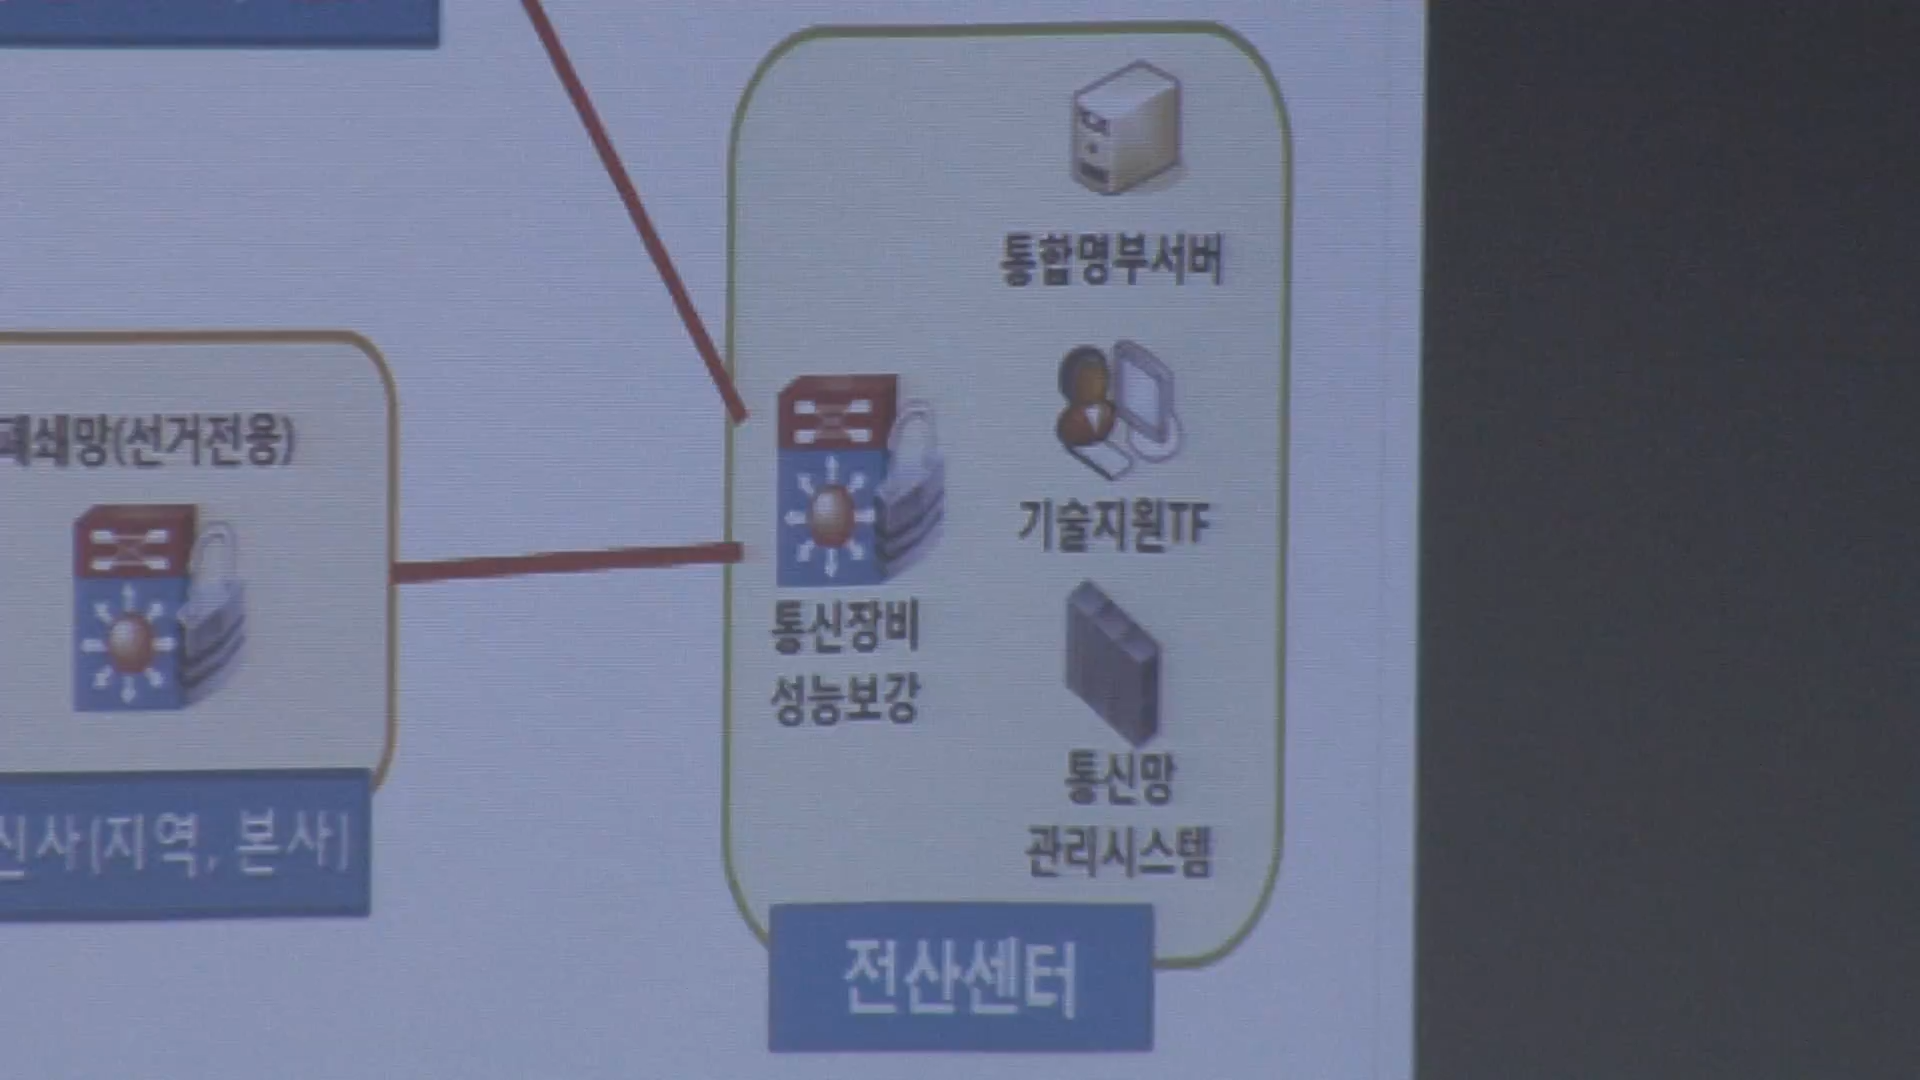 통합명부서버
폐쇄망(선거전용)
기술지원TF
통신장비
성능보강
통신망
관리시스템
신사(지역, 본사)
전산센터